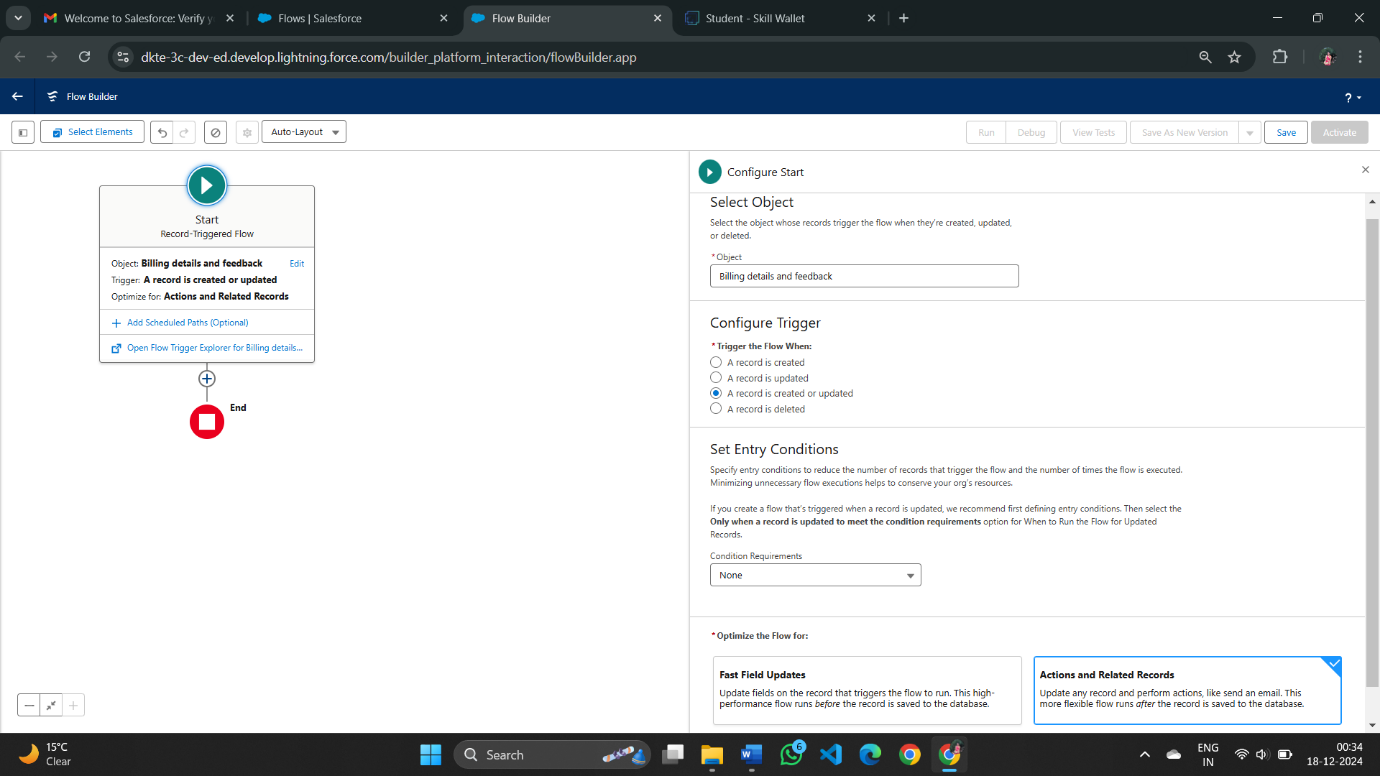 Welcome to Salesforce: Verify y
Flows | Salesforce
Flow Builder
Student - Skill Wallet
dkte-3c-dev-ed.develop.lightning.force.com/builder_platform_interaction/flowBuilder.app
Flow Builder
?
Select Elements
Auto-Layout
Run
Debug
View Tests
Save As New Version
Save
Activate
Start
Record-Triggered Flow
Object: Billing details and feedback
Edit
Trigger: A record is created or updated
Optimize for: Actions and Related Records
Add Scheduled Paths (Optional)
Open Flow Trigger Explorer for Billing details...
End
Configure Start
Select Object
Select the object whose records trigger the flow when they're created, updated,
or deleted.
*Object
Billing details and feedback
Configure Trigger
*Trigger the Flow When:
A record is created
A record is updated
A record is created or updated
A record is deleted
Set Entry Conditions
Specify entry conditions to reduce the number of records that trigger the flow and the number of times the flow is executed.
Minimizing unnecessary flow executions helps to conserve your org's resources.
If you create a flow that's triggered when a record is updated, we recommend first defining entry conditions. Then select the
Only when a record is updated to meet the condition requirements option for When to Run the Flow for Updated
Records.
Condition Requirements
None
*Optimize the Flow for:
Fast Field Updates
Update fields on the record that triggers the flow to run. This high-
performance flow runs before the record is saved to the database.
Actions and Related Records
Update any record and perform actions, like send an email. This
more flexible flow runs after the record is saved to the database.
15°C
Clear
Search
6
ENG
IN
00:34
18-12-2024